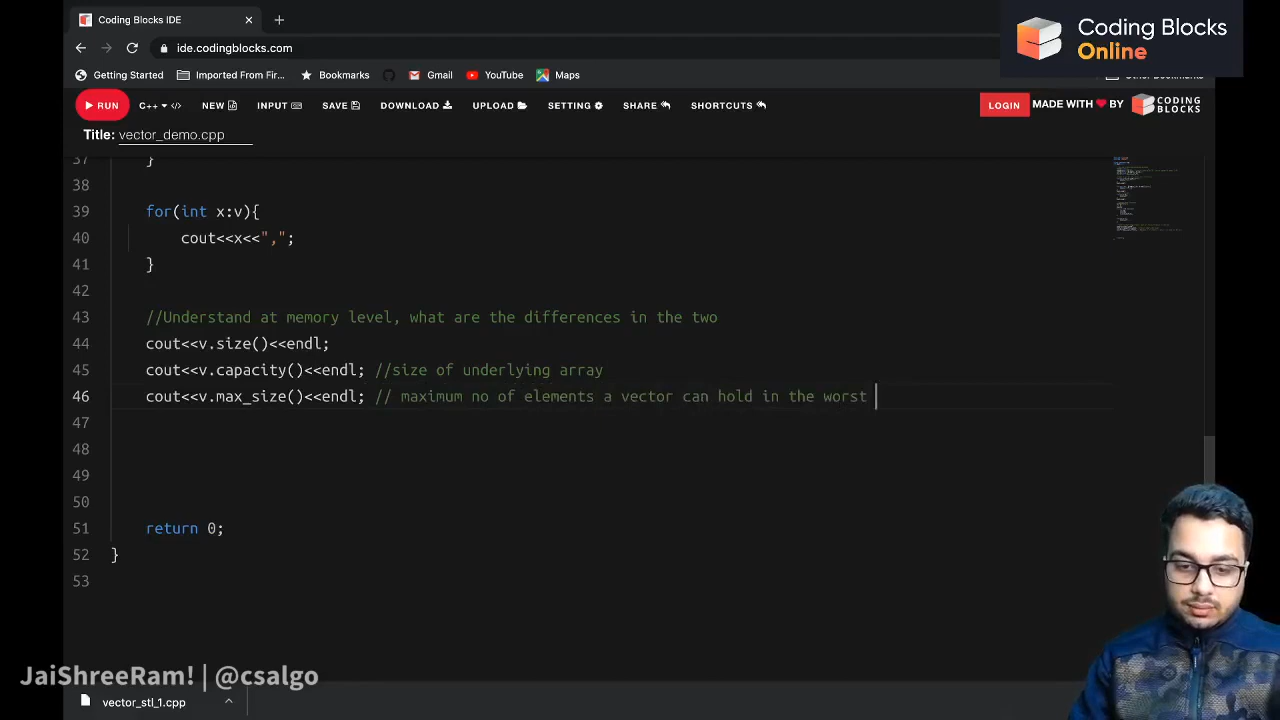 Coding Blocks IDE
ide.codingblocks.com
Coding Blocks
Online
Getting Started
Imported From Fir...
Bookmarks
Gmail
YouTube
Maps
RUN
C++
NEW
INPUT
SAVE
DOWNLOAD
UPLOAD
SETTING
SHARE
SHORTCUTS
LOGIN
MADE WITH ❤ BY
CODING
BLOCKS
Title: vector_demo.cpp
37 }
38
39 for(int x:v){
40 cout<<x<<",";
41 }
42
43 //Understand at memory level, what are the differences in the two
44 cout<<v.size()<<endl;
45 cout<<v.capacity()<<endl; //size of underlying array
46 cout<<v.max_size()<<endl; // maximum no of elements a vector can hold in the worst
47
48
49
50
51 return 0;
52 }
53
JaiShreeRam! | @csalgo
vector_stl_1.cpp